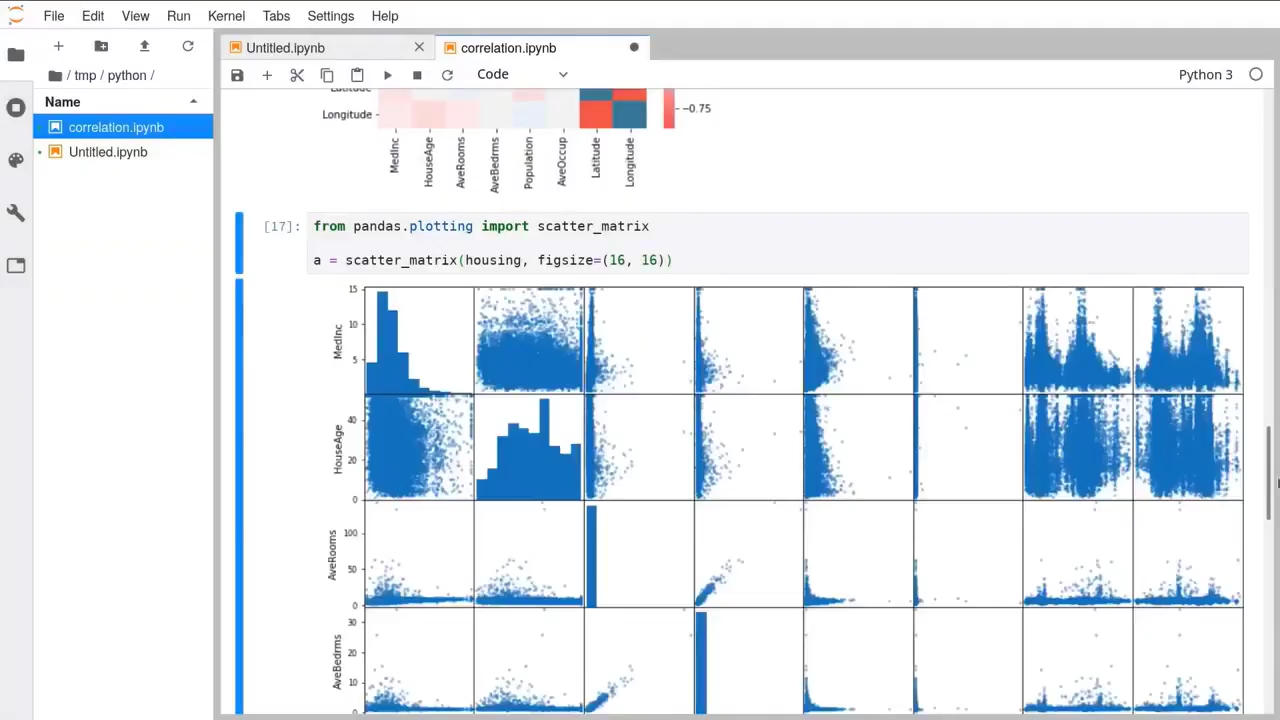 File Edit View Run Kernel Tabs Settings Help
Untitled.ipynb correlation.ipynb
Code Python 3
/ tmp / python /
Name
correlation.ipynb
Untitled.ipynb
Latitude
Longitude
−0.75
MedInc HouseAge AveRooms AveBedrms Population AveOccup Latitude Longitude
[17]: from pandas.plotting import scatter_matrix
a = scatter_matrix(housing, figsize=(16, 16))
MedInc
15
10
5
HouseAge
40
20
0
AveRooms
100
50
0
AveBedrms
30
20
10
0